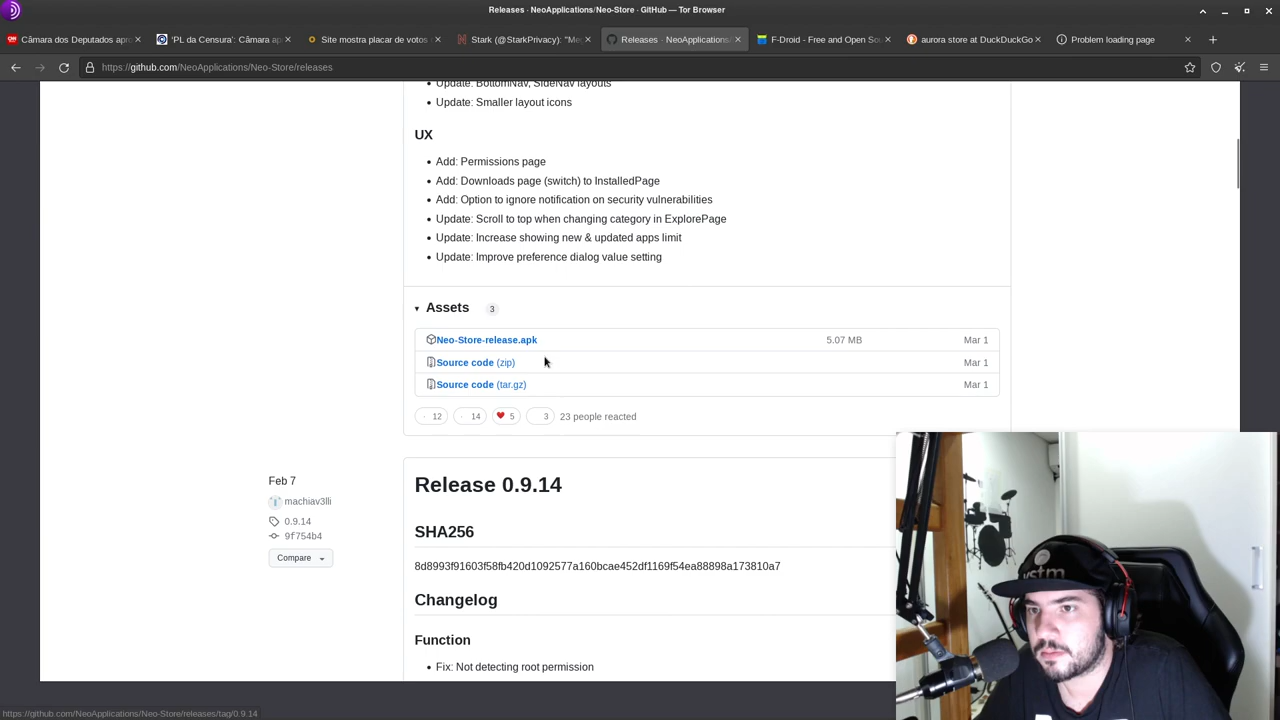 Releases · NeoApplications/Neo-Store · GitHub — Tor Browser
Câmara dos Deputados apro
'PL da Censura': Câmara ap
Site mostra placar de votos
Stark (@StarkPrivacy): "Me
Releases · NeoApplications/
F-Droid - Free and Open Sou
aurora store at DuckDuckGo
Problem loading page
https://github.com/NeoApplications/Neo-Store/releases
Update: BottomNav, SideNav layouts
Update: Smaller layout icons
UX
Add: Permissions page
Add: Downloads page (switch) to InstalledPage
Add: Option to ignore notification on security vulnerabilities
Update: Scroll to top when changing category in ExplorePage
Update: Increase showing new & updated apps limit
Update: Improve preference dialog value setting
Assets 3
Neo-Store-release.apk 5.07 MB Mar 1
Source code (zip) Mar 1
Source code (tar.gz) Mar 1
12 14 5 3 23 people reacted
Feb 7
machiav3lli
0.9.14
9f754b4
Compare
Release 0.9.14
SHA256
8d8993f91603f58fb420d1092577a160bcae452df1169f54ea88898a173810a7
Changelog
Function
Fix: Not detecting root permission
https://github.com/NeoApplications/Neo-Store/releases/tag/0.9.14